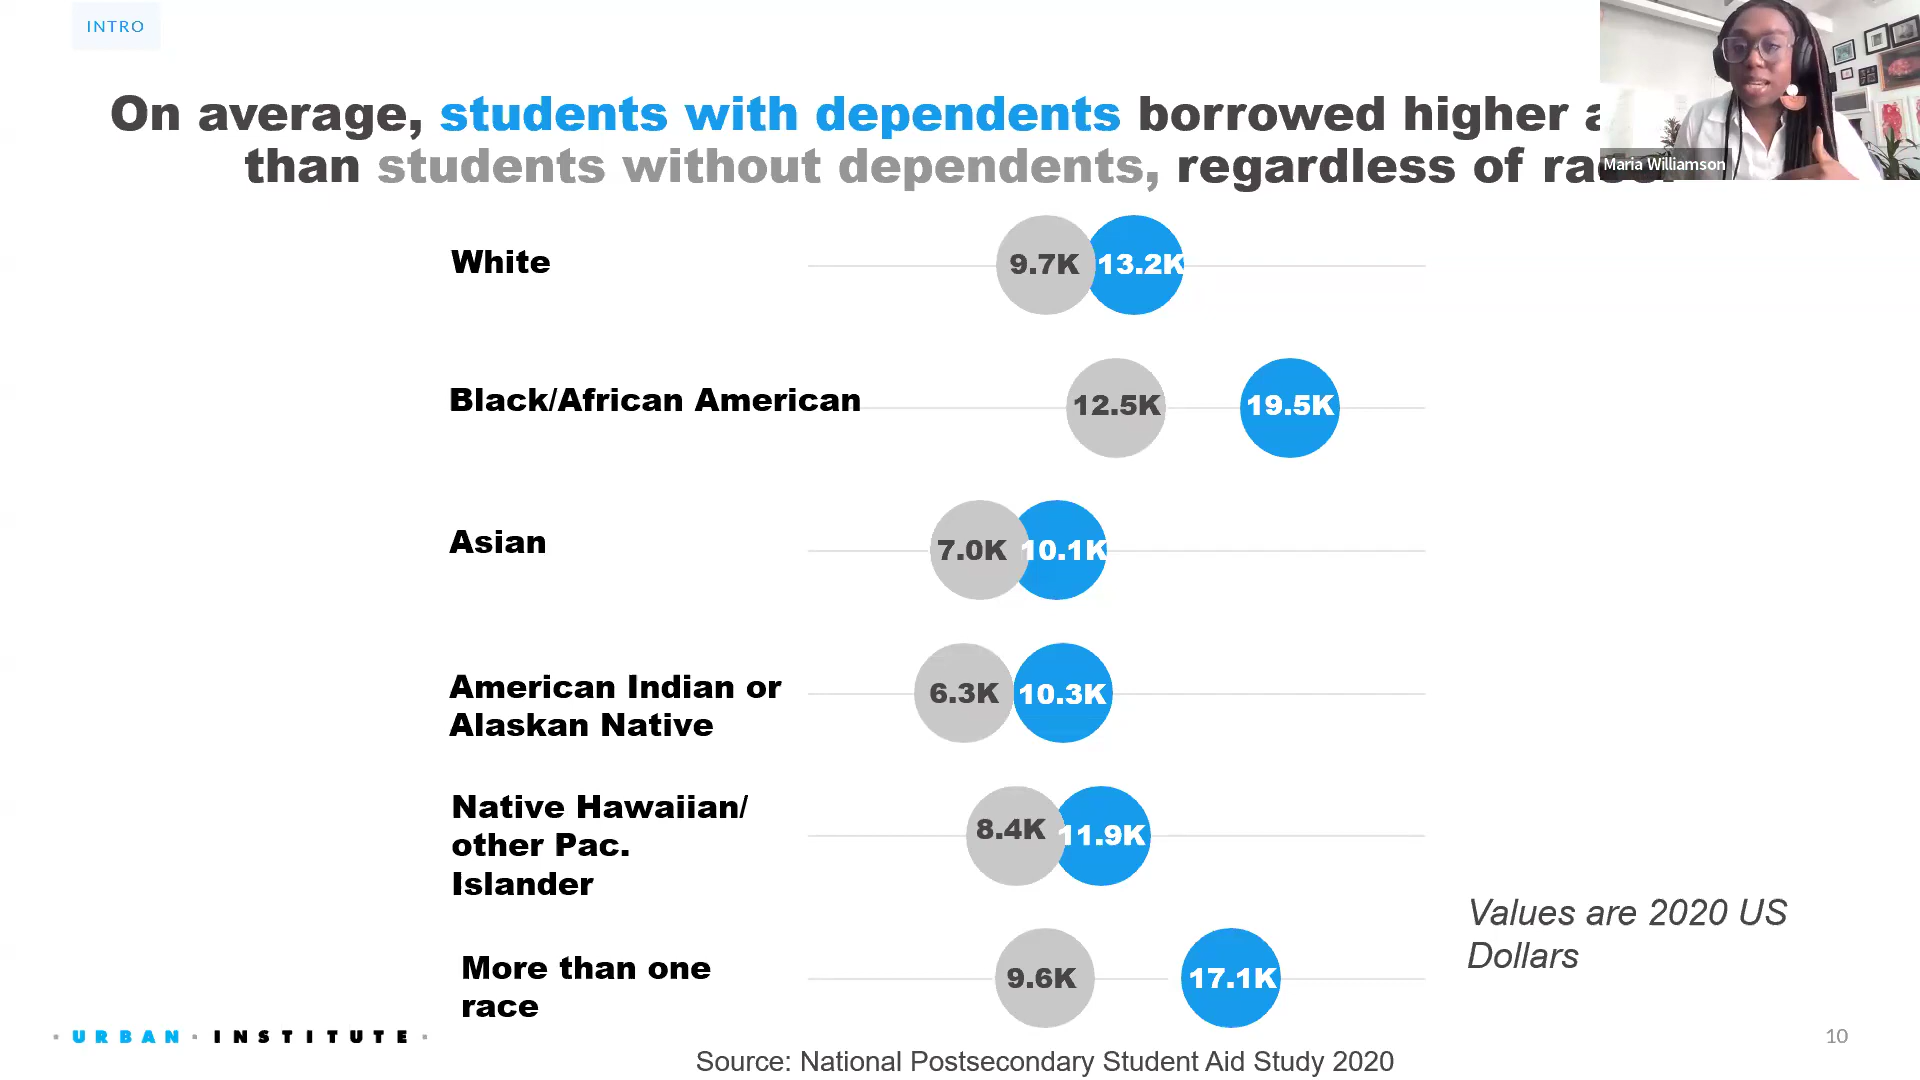 INTRO
On average, students with dependents borrowed higher a
than students without dependents, regardless of race.
Maria Williamson
White
9.7K 13.2K
Black/African American
12.5K 19.5K
Asian
7.0K 10.1K
American Indian or
Alaskan Native
6.3K 10.3K
Native Hawaiian/
other Pac.
Islander
8.4K 11.9K
More than one
race
9.6K 17.1K
Values are 2020 US
Dollars
· URBAN · INSTITUTE ·
Source: National Postsecondary Student Aid Study 2020
10